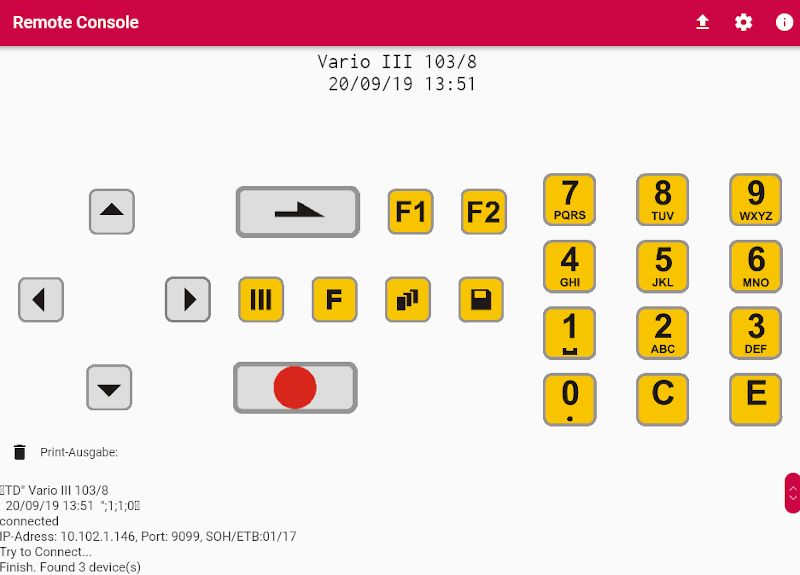 Remote Console
Vario III 103/8
20/09/19 13:51
F1 F2
7 PQRS 8 TUV 9 WXYZ
III F
4 GHI 5 JKL 6 MNO
1 2 ABC 3 DEF
0 . C E
Print-Ausgabe:
TD" Vario III 103/8
20/09/19 13:51 ";1;1;0
connected
IP-Adress: 10.102.1.146, Port: 9099, SOH/ETB:01/17
Try to Connect...
Finish. Found 3 device(s)